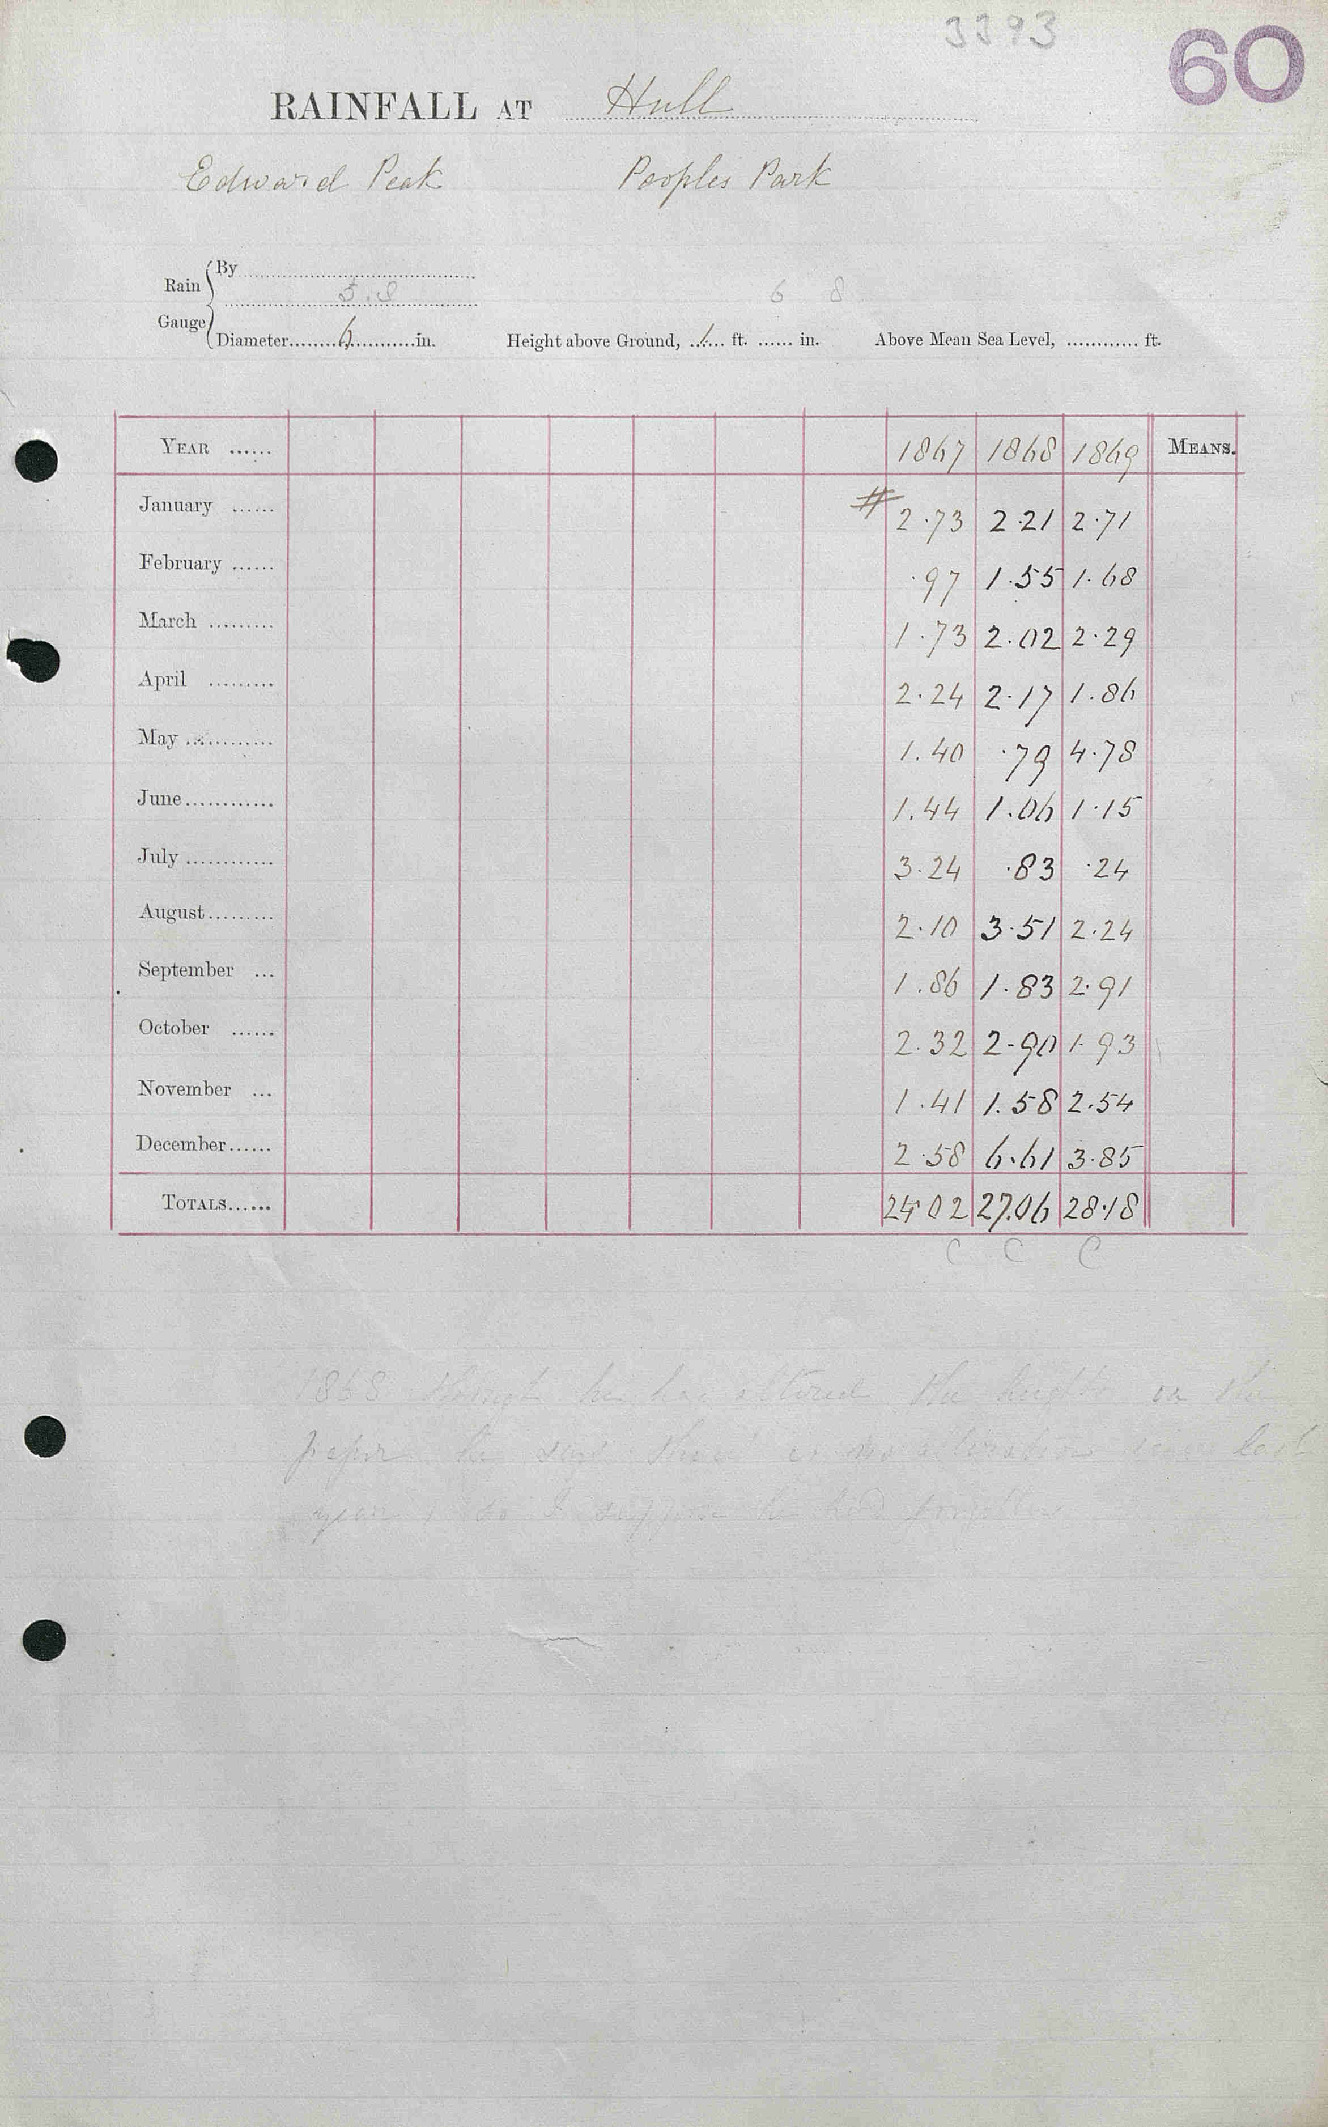 3393
60
RAINFALL AT Hull
Edward Peak Peoples Park
Rain Gauge
By ...
5.8 6 8
Diameter 6 in. Height above Ground, 1 ft. ...... in. Above Mean Sea Level, ............ ft.
YEAR ...... 1867 1868 1869 MEANS.
January ...... # 2.73 2.21 2.71
February ...... .97 1.55 1.68
March ......... 1.73 2.02 2.29
April ......... 2.24 2.17 1.86
May ............ 1.40 .79 4.78
June............ 1.44 1.06 1.15
July ............ 3.24 .83 .24
August......... 2.10 3.51 2.24
September ... 1.86 1.83 2.91
October ...... 2.32 2.90 1.93
November ... 1.41 1.58 2.54
December...... 2.58 6.61 3.85
TOTALS...... 24.02 27.06 28.18
C C C
1868 he has altered the heights on the
paper he says there is no alteration since last
year so I suppose he had forgotten